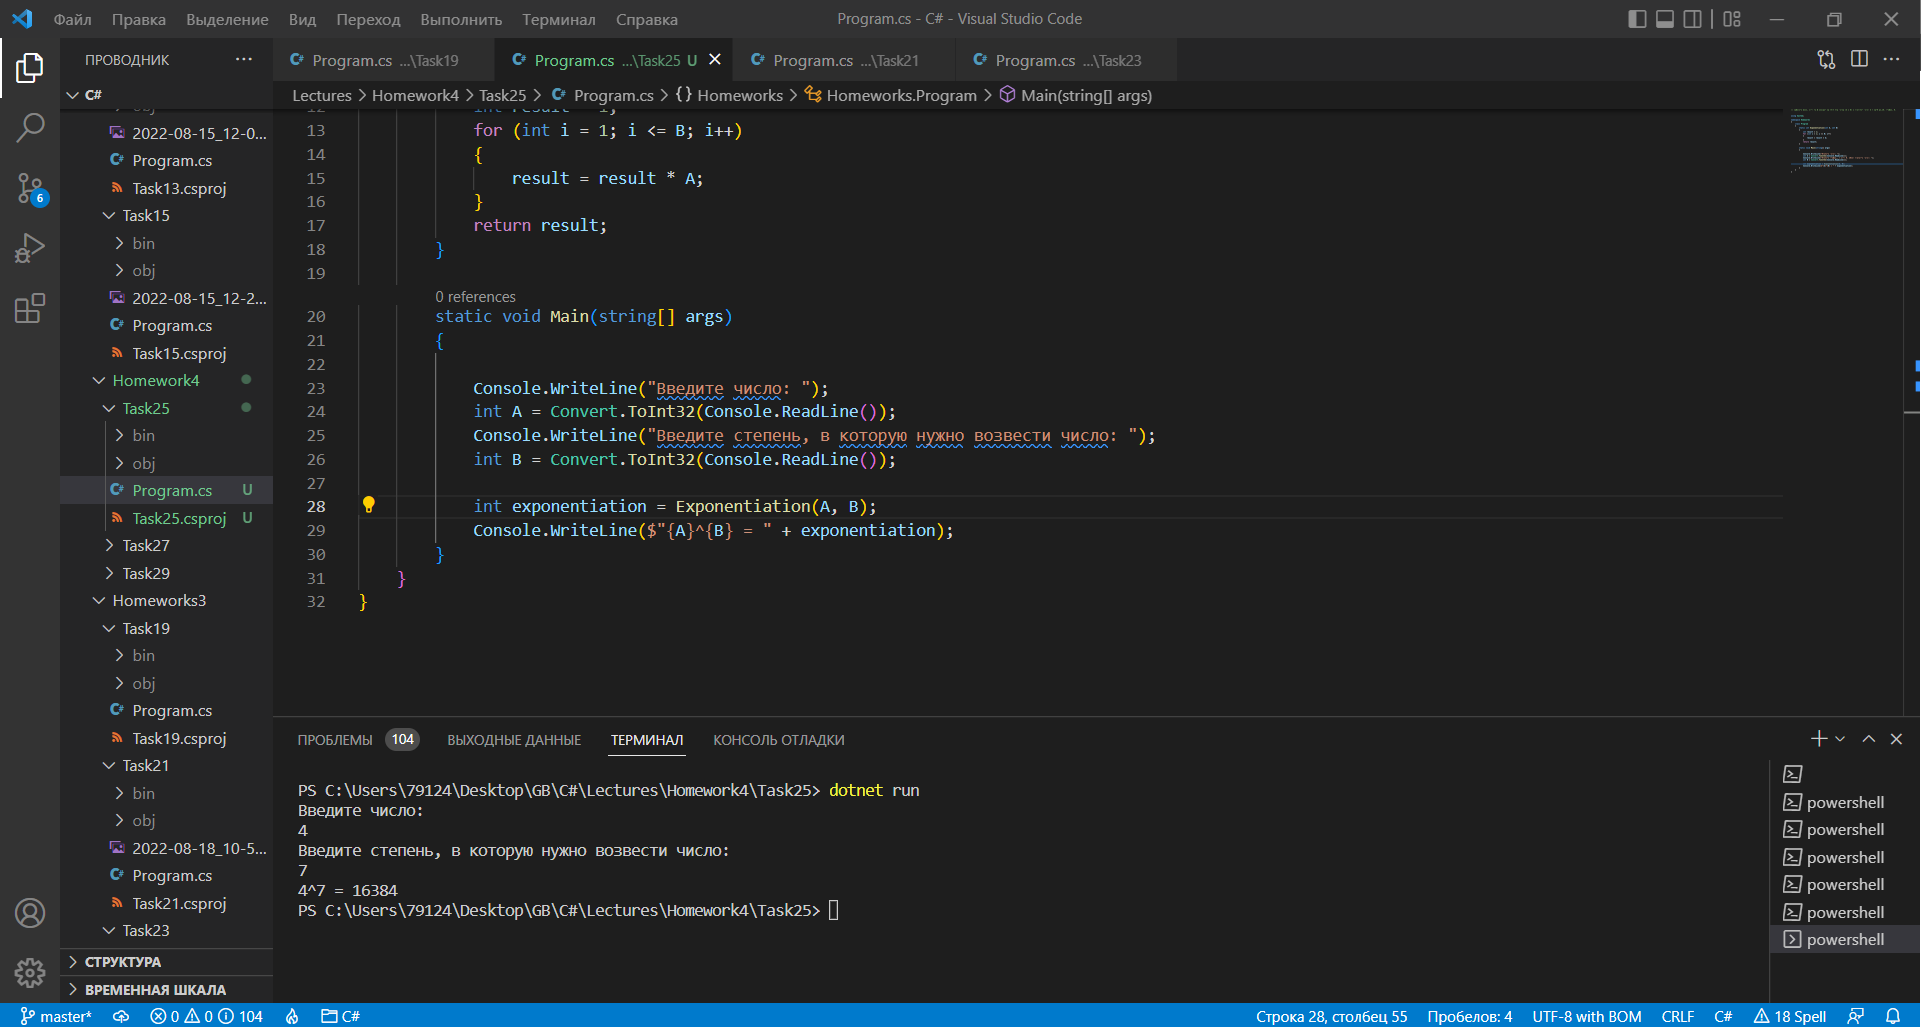 Файл Правка Выделение Вид Переход Выполнить Терминал Справка
Program.cs - C# - Visual Studio Code
ПРОВОДНИК ···
Program.cs ...\Task19
Program.cs ...\Task25 U
Program.cs ...\Task21
Program.cs ...\Task23
Lectures > Homework4 > Task25 > Program.cs > {} Homeworks > Homeworks.Program > Main(string[] args)
C#
obj
2022-08-15_12-0...
Program.cs
Task13.csproj
6
Task15
bin
obj
2022-08-15_12-2...
Program.cs
Task15.csproj
Homework4
Task25
bin
obj
Program.cs U
Task25.csproj U
Task27
Task29
Homeworks3
Task19
bin
obj
Program.cs
Task19.csproj
Task21
bin
obj
2022-08-18_10-5...
Program.cs
Task21.csproj
Task23
СТРУКТУРА
ВРЕМЕННАЯ ШКАЛА
12 int result = 1;
13 for (int i = 1; i <= B; i++)
14 {
15 result = result * A;
16 }
17 return result;
18 }
19
0 references
20 static void Main(string[] args)
21 {
22
23 Console.WriteLine("Введите число: ");
24 int A = Convert.ToInt32(Console.ReadLine());
25 Console.WriteLine("Введите степень, в которую нужно возвести число: ");
26 int B = Convert.ToInt32(Console.ReadLine());
27
28 int exponentiation = Exponentiation(A, B);
29 Console.WriteLine($"{A}^{B} = " + exponentiation);
30 }
31 }
32 }
ПРОБЛЕМЫ 104 ВЫХОДНЫЕ ДАННЫЕ ТЕРМИНАЛ КОНСОЛЬ ОТЛАДКИ
PS C:\Users\79124\Desktop\GB\C#\Lectures\Homework4\Task25> dotnet run
Введите число:
4
Введите степень, в которую нужно возвести число:
7
4^7 = 16384
PS C:\Users\79124\Desktop\GB\C#\Lectures\Homework4\Task25>
powershell
powershell
powershell
powershell
powershell
powershell
master* 0 0 104 C#
Строка 28, столбец 55 Пробелов: 4 UTF-8 with BOM CRLF C# 18 Spell